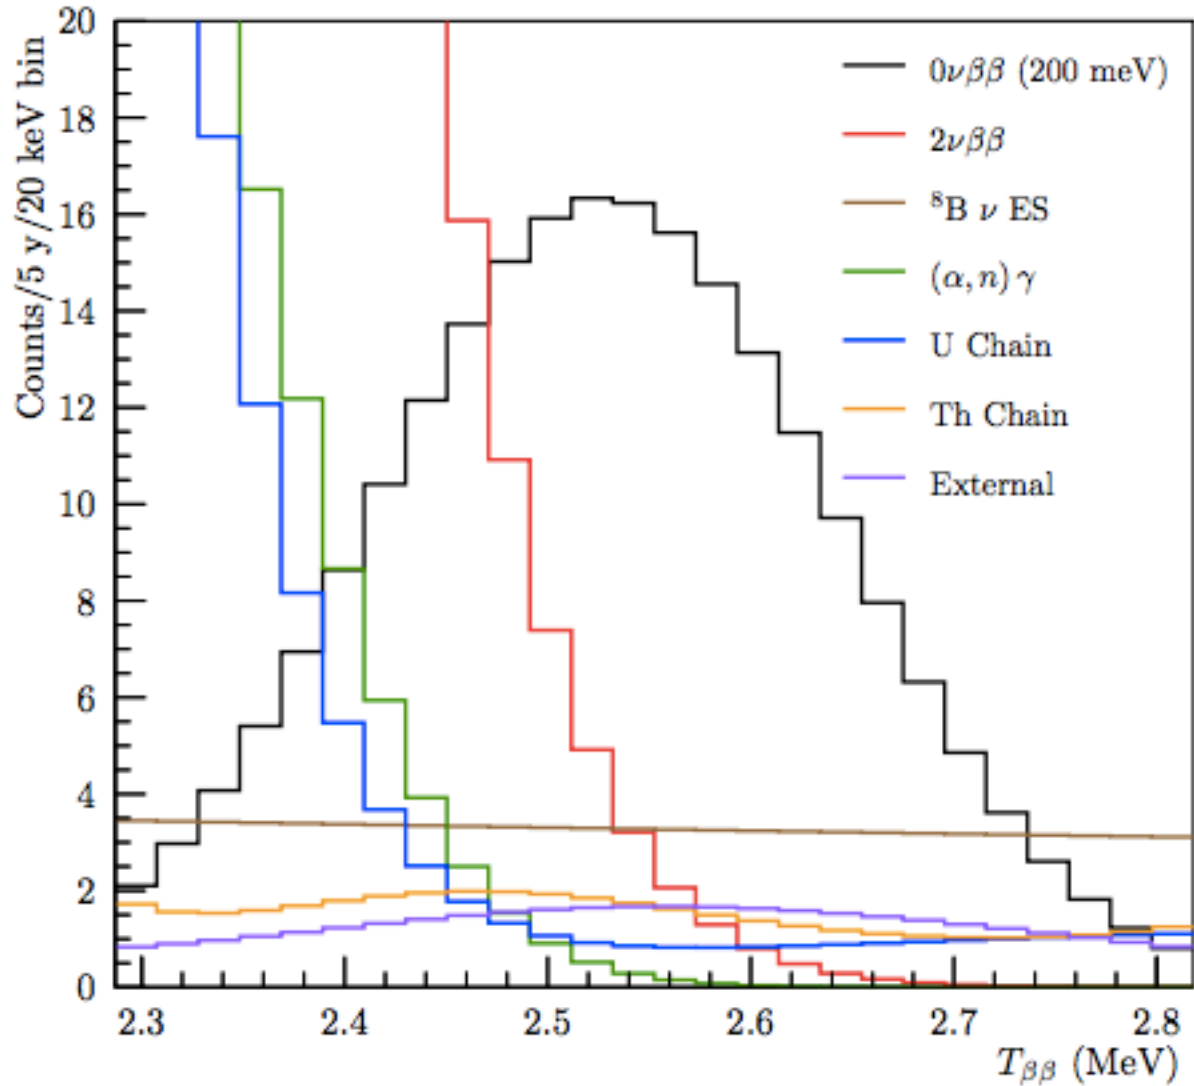 Counts/5 y/20 keV bin
20
18
16
14
12
10
8
6
4
2
0
0νββ (200 meV)
2νββ
⁸B ν ES
(α, n) γ
U Chain
Th Chain
External
2.3 2.4 2.5 2.6 2.7 2.8
T_ββ (MeV)